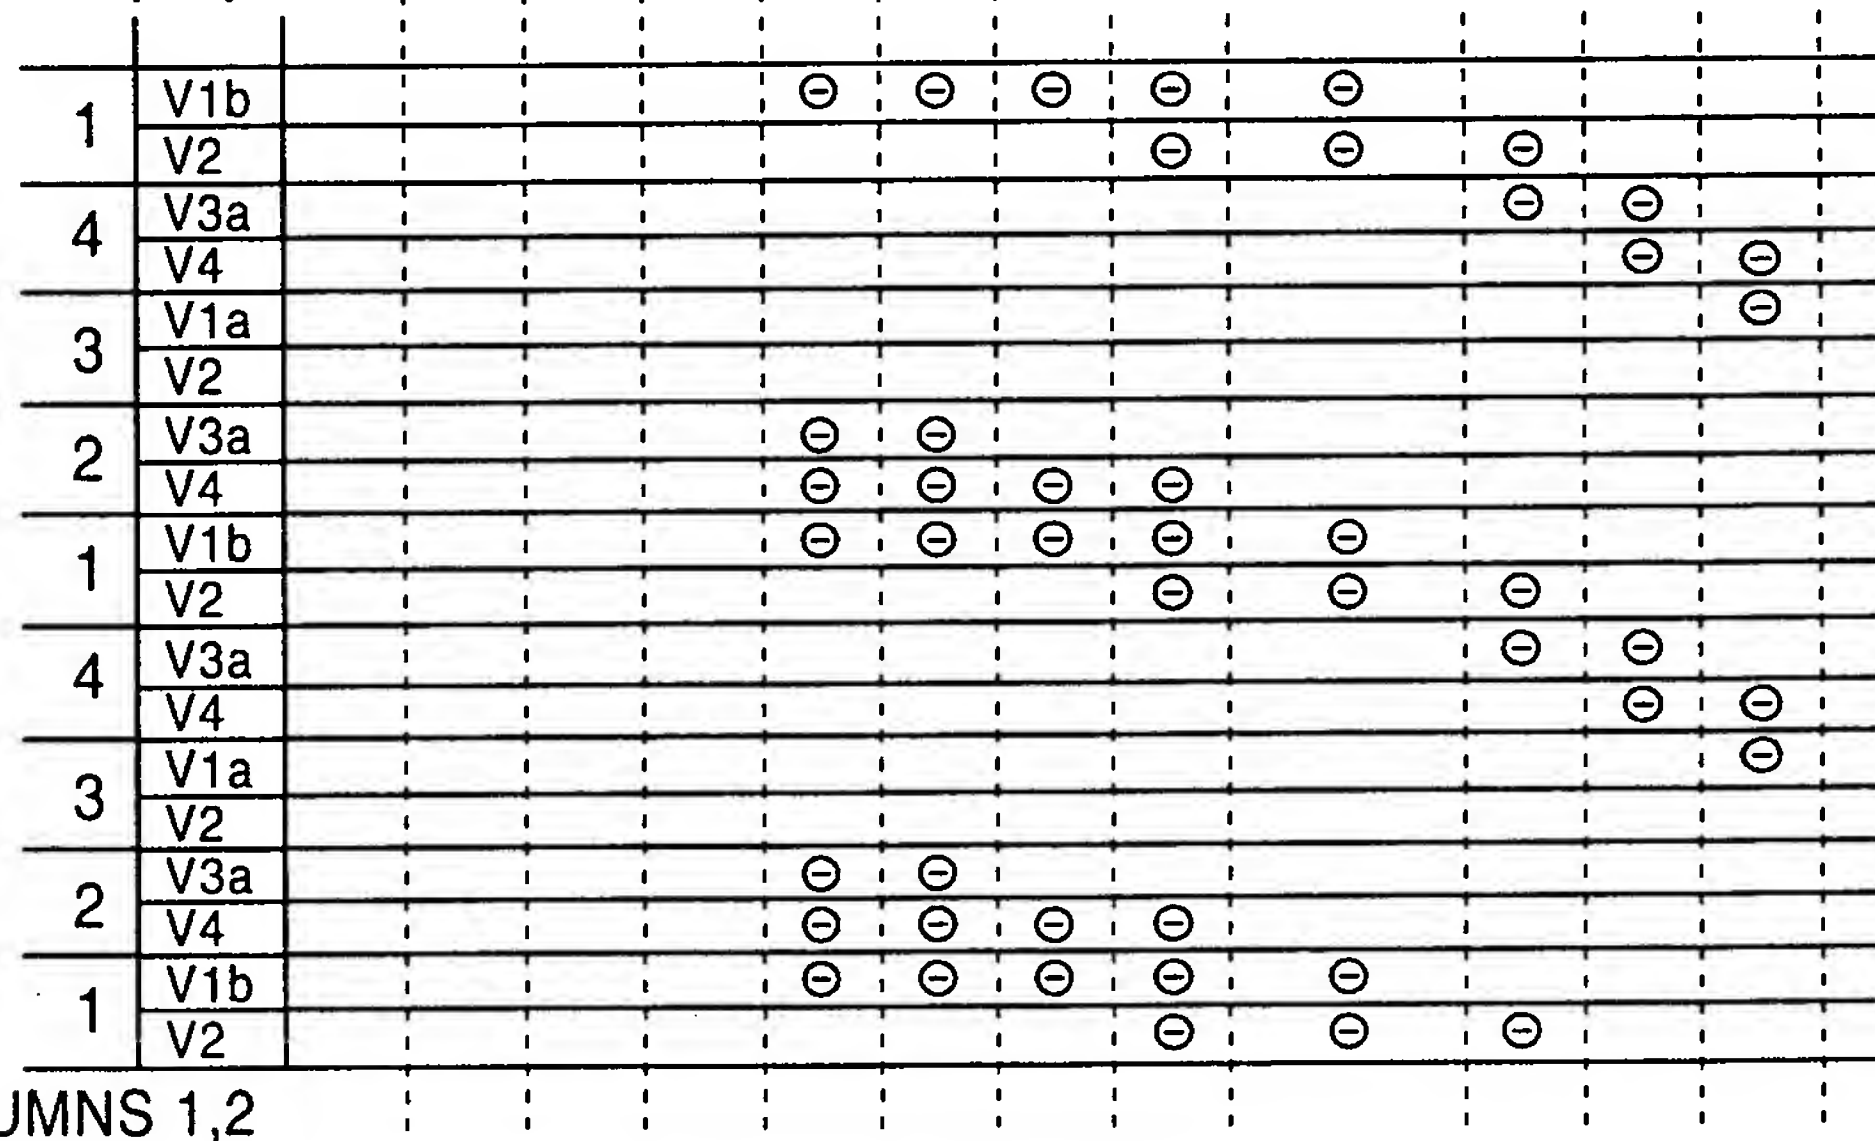 1 V1b ⊖ ⊖ ⊖ ⊖ ⊖
V2 ⊖ ⊖ ⊖
4 V3a ⊖ ⊖
V4 ⊖ ⊖
3 V1a ⊖
V2
2 V3a ⊖ ⊖
V4 ⊖ ⊖ ⊖ ⊖
1 V1b ⊖ ⊖ ⊖ ⊖ ⊖
V2 ⊖ ⊖ ⊖
4 V3a ⊖ ⊖
V4 ⊖ ⊖
3 V1a ⊖
V2
2 V3a ⊖ ⊖
V4 ⊖ ⊖ ⊖ ⊖
1 V1b ⊖ ⊖ ⊖ ⊖ ⊖
V2 ⊖ ⊖ ⊖
UMNS 1,2